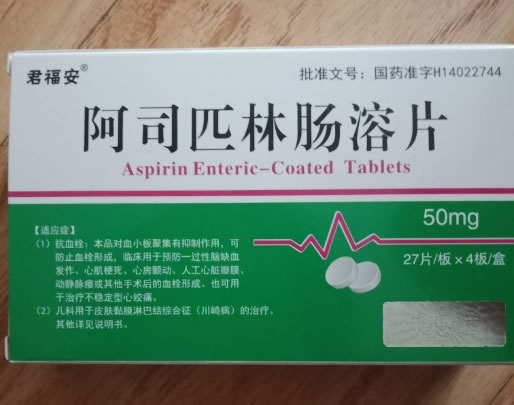 君福安®
批准文号：国药准字H14022744
阿司匹林肠溶片
Aspirin Enteric-Coated Tablets
【适应症】
（1）抗血栓：本品对血小板聚集有抑制作用，可
防止血栓形成，临床用于预防一过性脑缺血
发作、心肌梗死、心房颤动、人工心脏瓣膜、
动静脉瘘或其他手术后的血栓形成。也可用
于治疗不稳定型心绞痛。
（2）儿科用于皮肤黏膜淋巴结综合征（川崎病）的治疗。
其他详见说明书。
50mg
27片/板×4板/盒